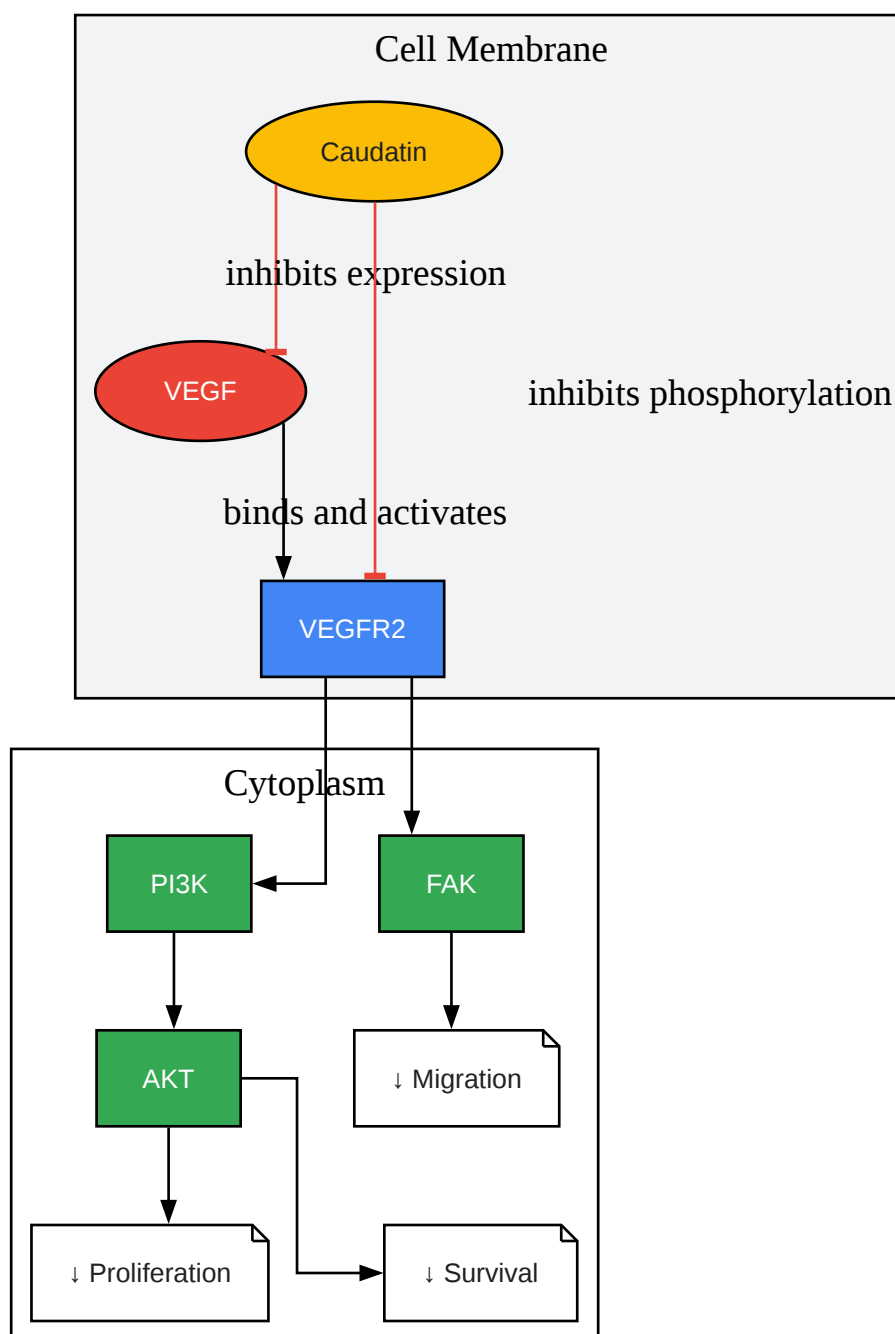 Cell Membrane
Caudatin
inhibits expression
VEGF
inhibits phosphorylation
binds and activates
VEGFR2
Cytoplasm
PI3K
FAK
AKT
↓ Migration
↓ Proliferation
↓ Survival